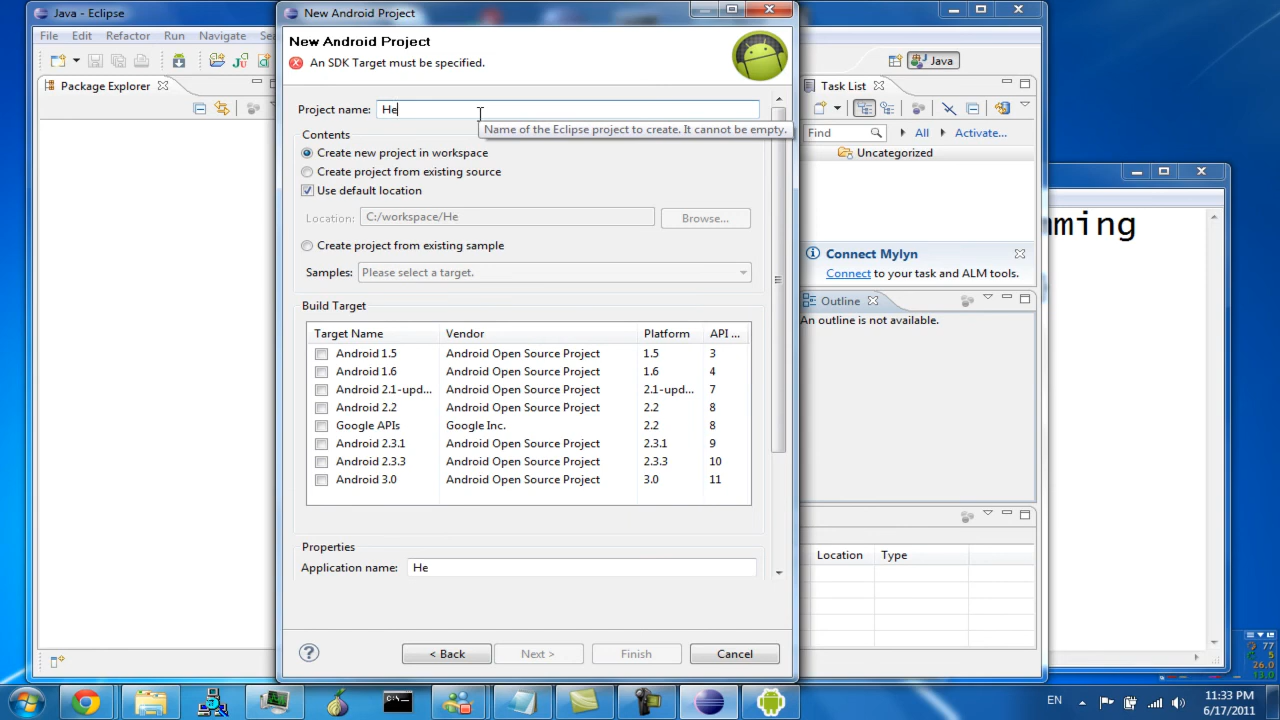 Java - Eclipse
New Android Project
File Edit Refactor Run Navigate
New Android Project
An SDK Target must be specified.
Java
Package Explorer
Task List
Project name: He
Name of the Eclipse project to create. It cannot be empty.
Find
All
Activate...
Contents
Create new project in workspace
Uncategorized
Create project from existing source
Use default location
Location: C:/workspace/He
Browse...
mming
Create project from existing sample
Connect Mylyn
Samples: Please select a target.
Connect to your task and ALM tools.
Build Target
Outline
An outline is not available.
Target Name Vendor Platform API ...
Android 1.5 Android Open Source Project 1.5 3
Android 1.6 Android Open Source Project 1.6 4
Android 2.1-upd... Android Open Source Project 2.1-upd... 7
Android 2.2 Android Open Source Project 2.2 8
Google APIs Google Inc. 2.2 8
Android 2.3.1 Android Open Source Project 2.3.1 9
Android 2.3.3 Android Open Source Project 2.3.3 10
Android 3.0 Android Open Source Project 3.0 11
Properties
Location Type
Application name: He
< Back Next > Finish Cancel
77
5
26.0
13.0
EN
11:33 PM
6/17/2011